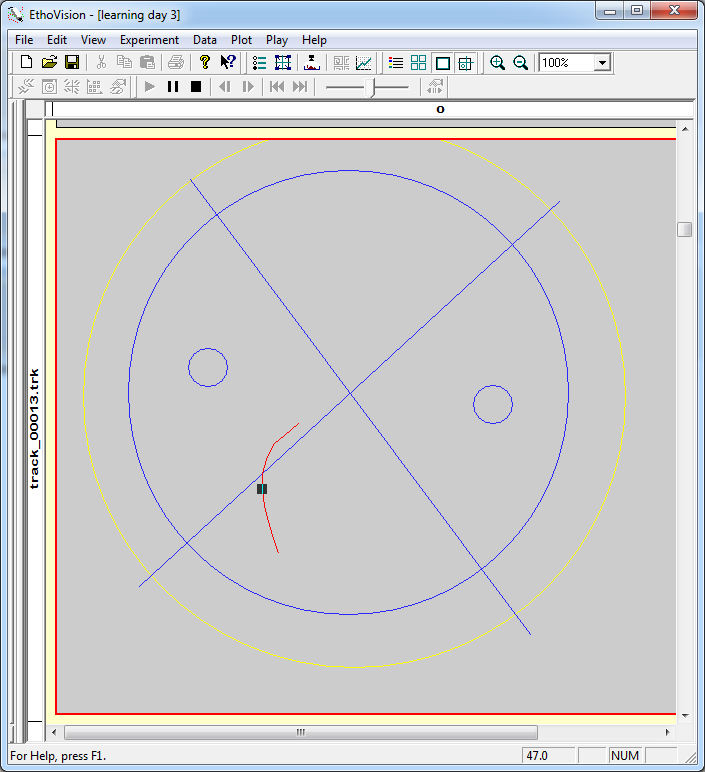 EthoVision - [learning day 3]
File Edit View Experiment Data Plot Play Help
100%
o
track_00013.trk
For Help, press F1.
47.0
NUM